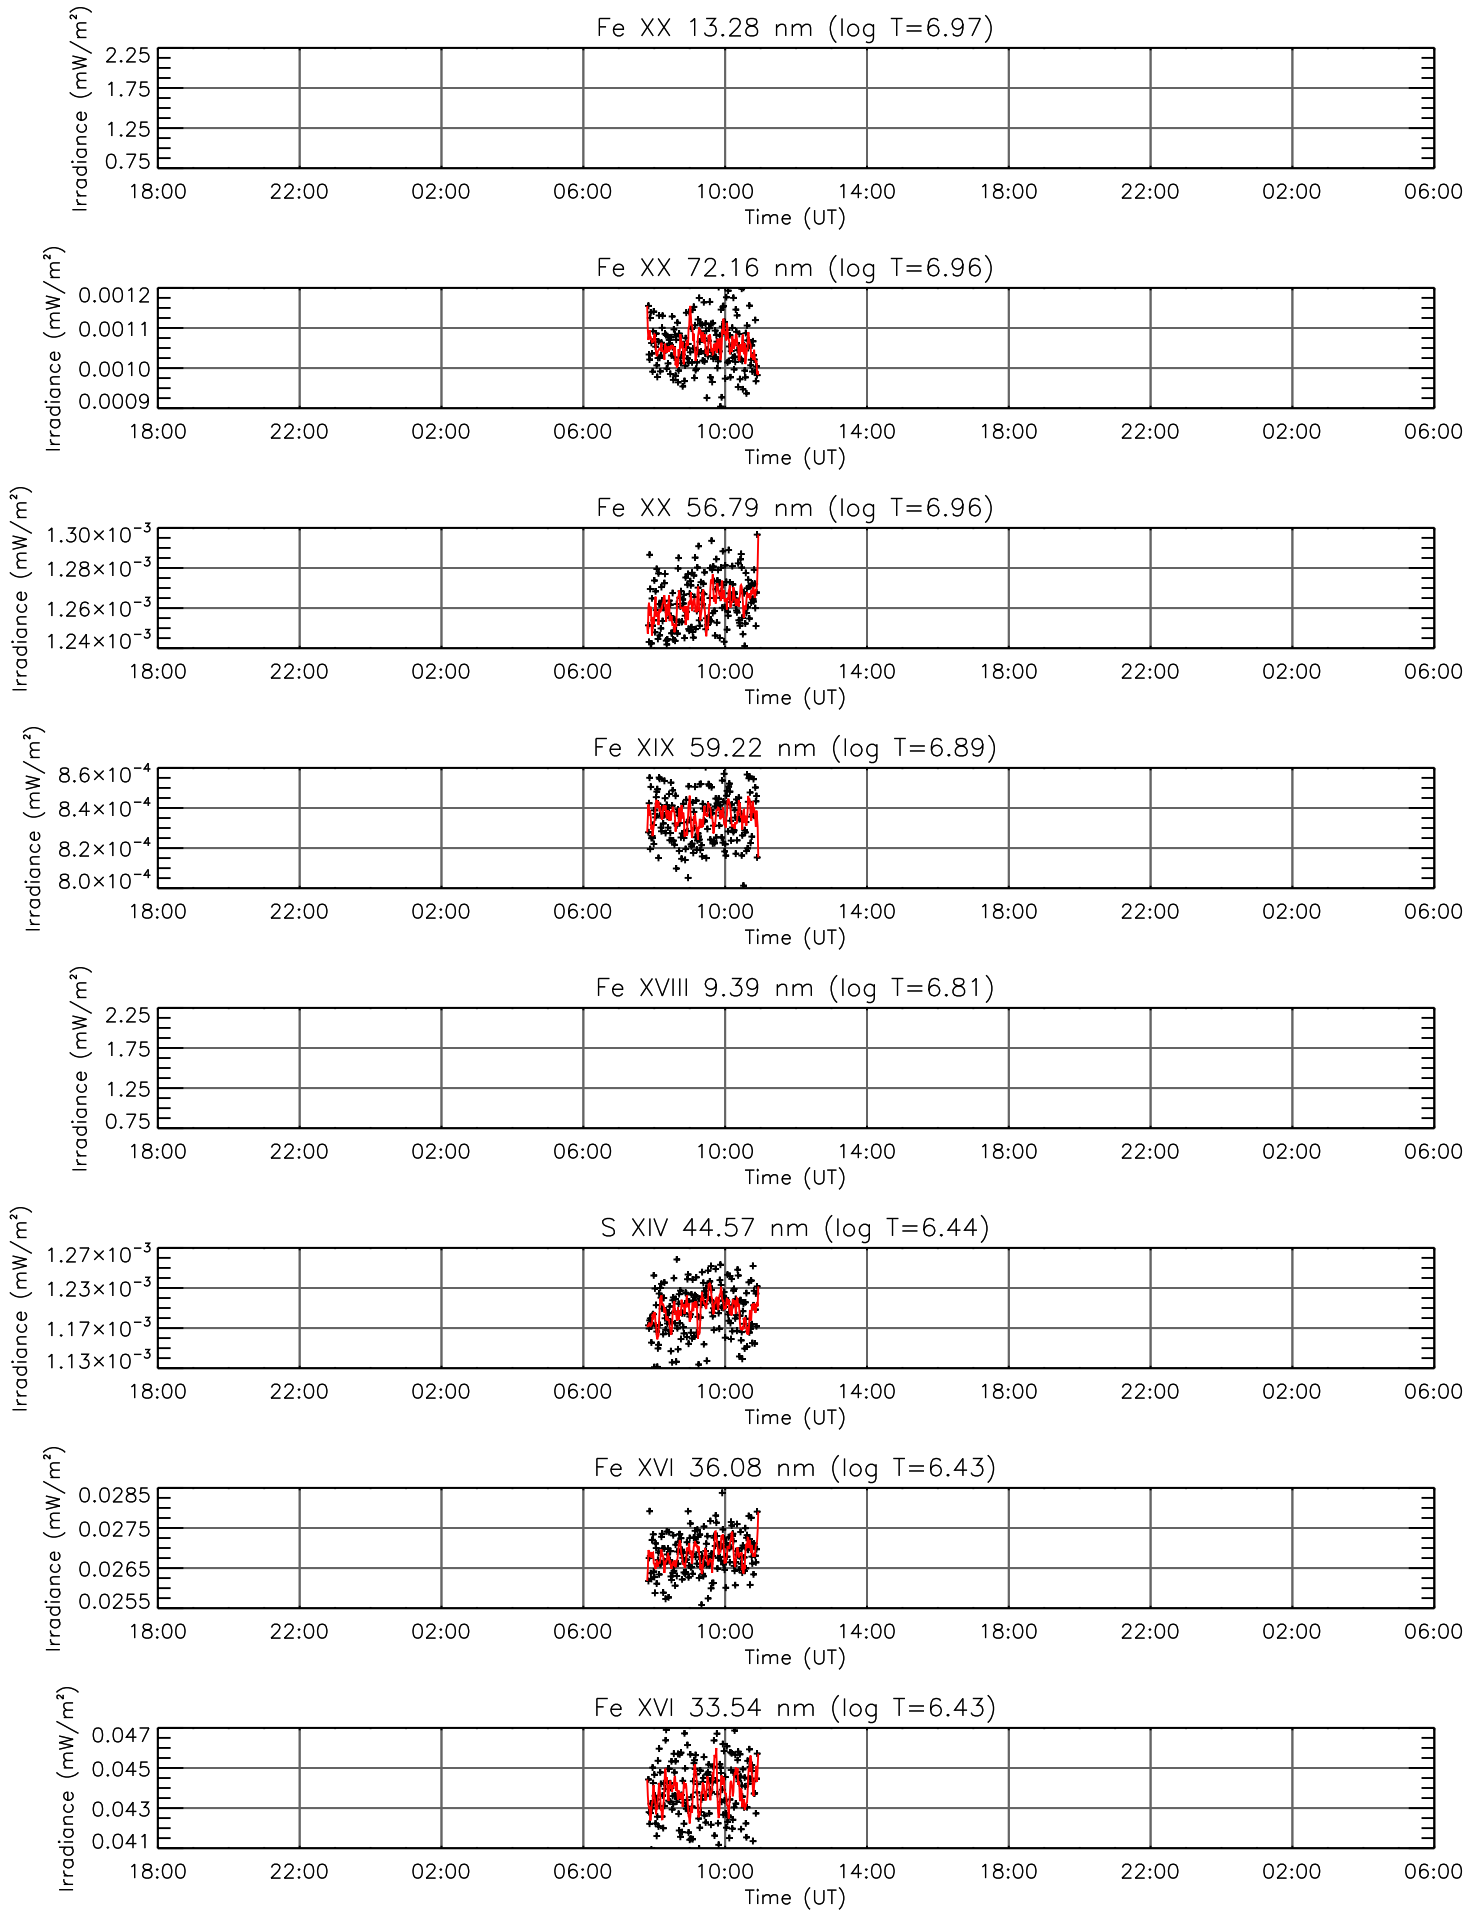 Fe XX 13.28 nm (log T=6.97)
Irradiance (mW/m²)
2.25
1.75
1.25
0.75
18:00 22:00 02:00 06:00 10:00 14:00 18:00 22:00 02:00 06:00
Time (UT)
Fe XX 72.16 nm (log T=6.96)
Irradiance (mW/m²)
0.0012
0.0011
0.0010
0.0009
18:00 22:00 02:00 06:00 10:00 14:00 18:00 22:00 02:00 06:00
Time (UT)
Fe XX 56.79 nm (log T=6.96)
Irradiance (mW/m²)
1.30×10⁻³
1.28×10⁻³
1.26×10⁻³
1.24×10⁻³
18:00 22:00 02:00 06:00 10:00 14:00 18:00 22:00 02:00 06:00
Time (UT)
Fe XIX 59.22 nm (log T=6.89)
Irradiance (mW/m²)
8.6×10⁻⁴
8.4×10⁻⁴
8.2×10⁻⁴
8.0×10⁻⁴
18:00 22:00 02:00 06:00 10:00 14:00 18:00 22:00 02:00 06:00
Time (UT)
Fe XVIII 9.39 nm (log T=6.81)
Irradiance (mW/m²)
2.25
1.75
1.25
0.75
18:00 22:00 02:00 06:00 10:00 14:00 18:00 22:00 02:00 06:00
Time (UT)
S XIV 44.57 nm (log T=6.44)
Irradiance (mW/m²)
1.27×10⁻³
1.23×10⁻³
1.17×10⁻³
1.13×10⁻³
18:00 22:00 02:00 06:00 10:00 14:00 18:00 22:00 02:00 06:00
Time (UT)
Fe XVI 36.08 nm (log T=6.43)
Irradiance (mW/m²)
0.0285
0.0275
0.0265
0.0255
18:00 22:00 02:00 06:00 10:00 14:00 18:00 22:00 02:00 06:00
Time (UT)
Fe XVI 33.54 nm (log T=6.43)
Irradiance (mW/m²)
0.047
0.045
0.043
0.041
18:00 22:00 02:00 06:00 10:00 14:00 18:00 22:00 02:00 06:00
Time (UT)